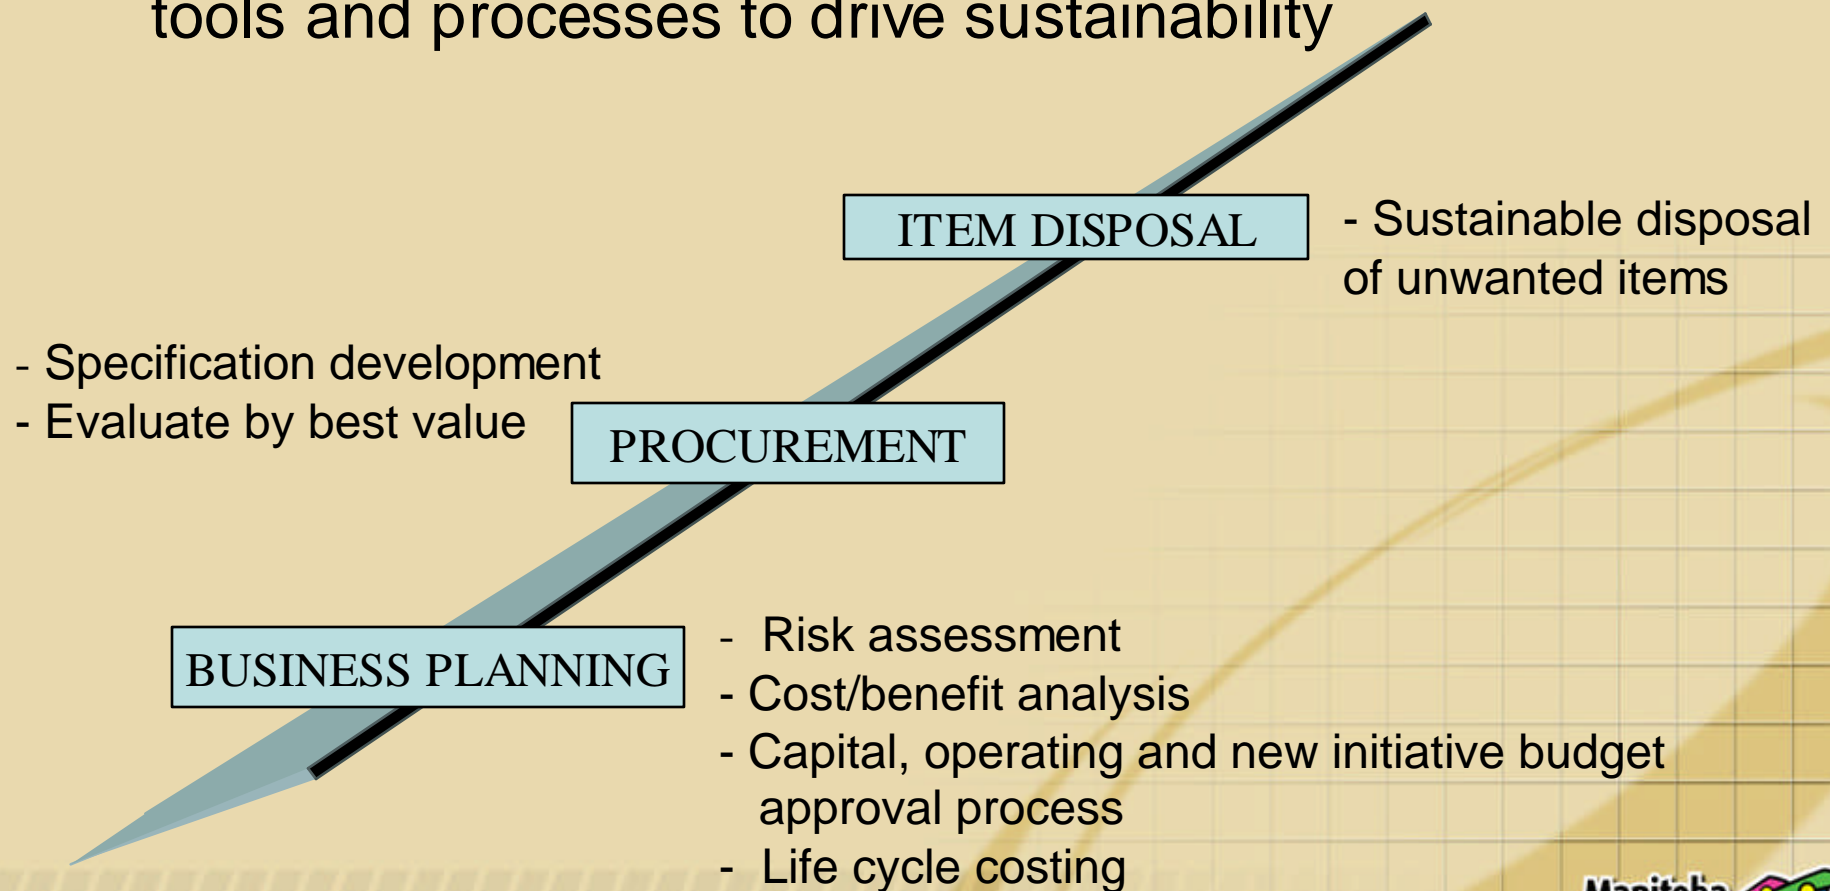 tools and processes to drive sustainability
ITEM DISPOSAL
- Sustainable disposal
of unwanted items
- Specification development
- Evaluate by best value
PROCUREMENT
BUSINESS PLANNING
- Risk assessment
- Cost/benefit analysis
- Capital, operating and new initiative budget
approval process
- Life cycle costing
Manitoba